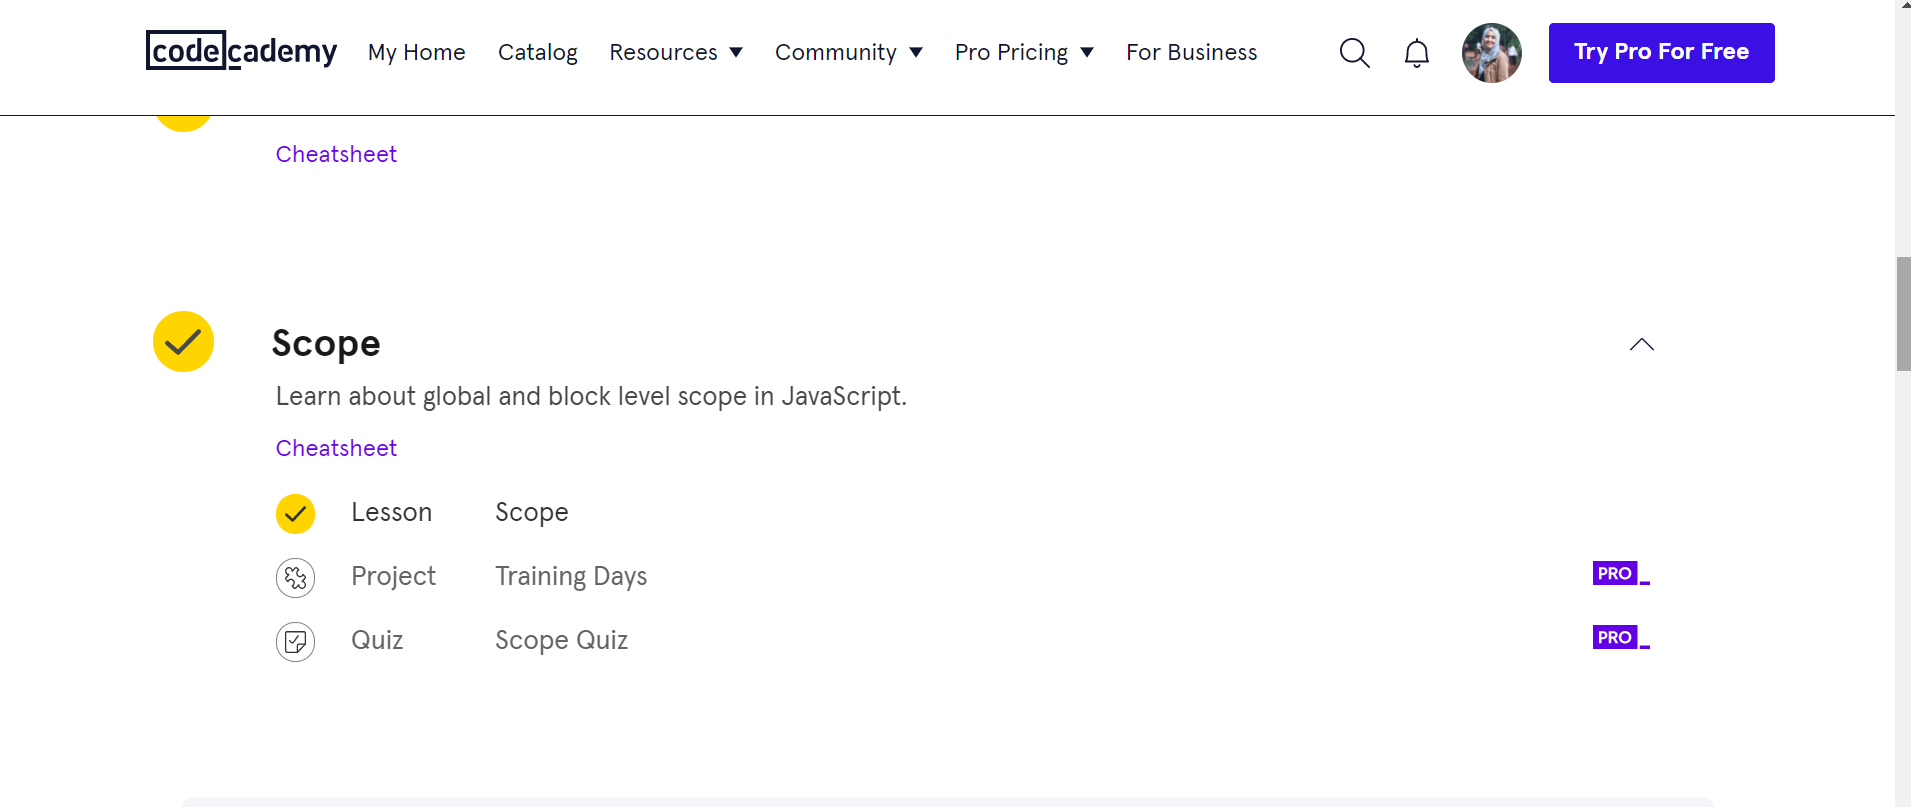 codecademy My Home Catalog Resources Community Pro Pricing For Business Try Pro For Free
Cheatsheet
Scope
Learn about global and block level scope in JavaScript.
Cheatsheet
Lesson Scope
Project Training Days PRO
Quiz Scope Quiz PRO